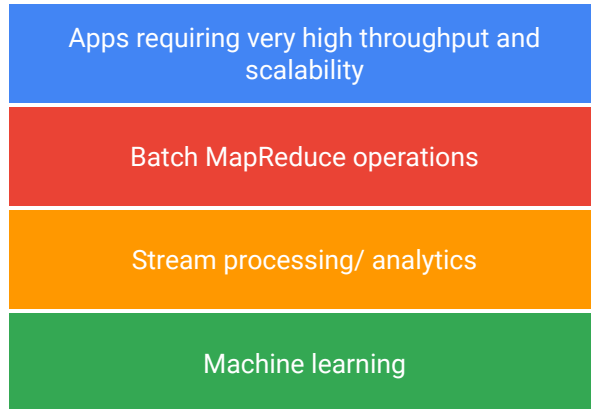 Apps requiring very high throughput and
scalability
Batch MapReduce operations
Stream processing/ analytics
Machine learning